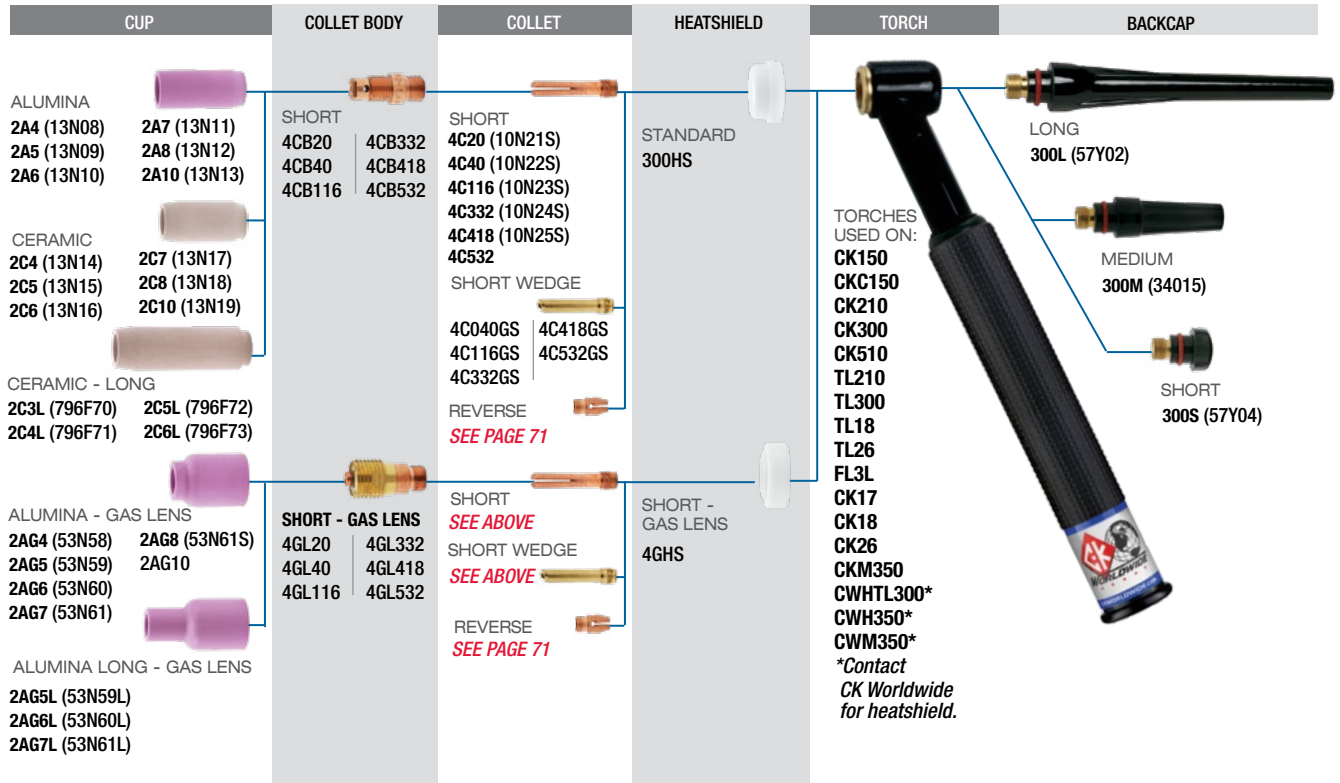 CUP
COLLET BODY
COLLET
HEATSHIELD
TORCH
BACKCAP
ALUMINA
2A4 (13N08) 2A7 (13N11)
2A5 (13N09) 2A8 (13N12)
2A6 (13N10) 2A10 (13N13)
CERAMIC
2C4 (13N14) 2C7 (13N17)
2C5 (13N15) 2C8 (13N18)
2C6 (13N16) 2C10 (13N19)
CERAMIC - LONG
2C3L (796F70) 2C5L (796F72)
2C4L (796F71) 2C6L (796F73)
ALUMINA - GAS LENS
2AG4 (53N58) 2AG8 (53N61S)
2AG5 (53N59) 2AG10
2AG6 (53N60)
2AG7 (53N61)
ALUMINA LONG - GAS LENS
2AG5L (53N59L)
2AG6L (53N60L)
2AG7L (53N61L)
SHORT
4CB20 4CB332
4CB40 4CB418
4CB116 4CB532
SHORT - GAS LENS
4GL20 4GL332
4GL40 4GL418
4GL116 4GL532
SHORT
4C20 (10N21S)
4C40 (10N22S)
4C116 (10N23S)
4C332 (10N24S)
4C418 (10N25S)
4C532
SHORT WEDGE
4C040GS 4C418GS
4C116GS 4C532GS
4C332GS
REVERSE
SEE PAGE 71
SHORT
SEE ABOVE
SHORT WEDGE
SEE ABOVE
REVERSE
SEE PAGE 71
STANDARD
300HS
SHORT -
GAS LENS
4GHS
TORCHES
USED ON:
CK150
CKC150
CK210
CK300
CK510
TL210
TL300
TL18
TL26
FL3L
CK17
CK18
CK26
CKM350
CWHTL300*
CWH350*
CWM350*
*Contact
CK Worldwide
for heatshield.
CK
WORLDWIDE
LONG
300L (57Y02)
MEDIUM
300M (34015)
SHORT
300S (57Y04)